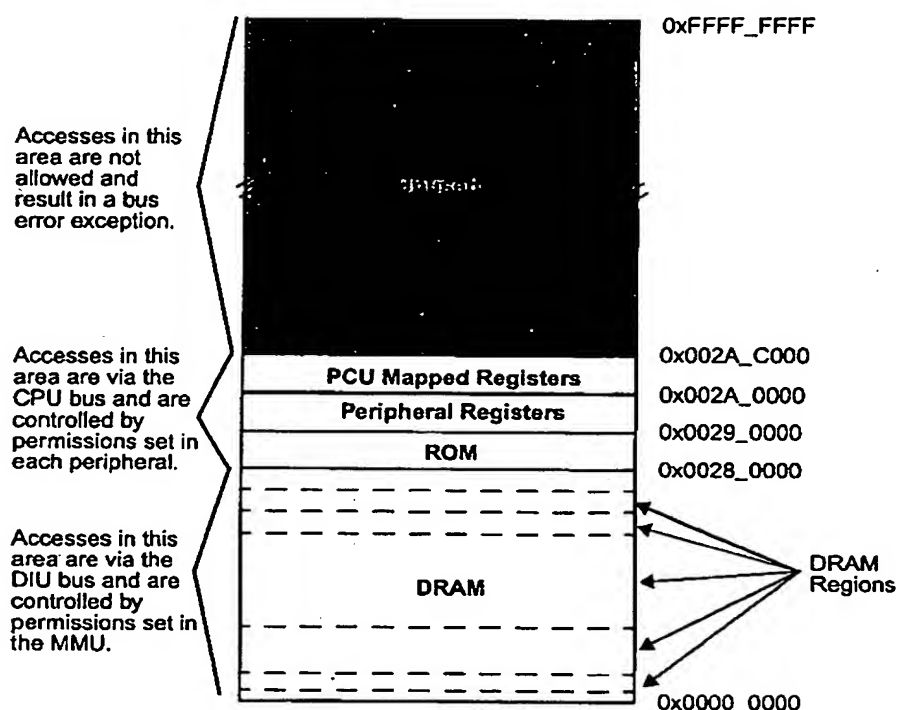 0xFFFF_FFFF
Accesses in this
area are not
allowed and
result in a bus
error exception.
0x002A_C000
Accesses in this
area are via the
CPU bus and are
controlled by
permissions set in
each peripheral.
PCU Mapped Registers
0x002A_0000
Peripheral Registers
0x0029_0000
ROM
0x0028_0000
Accesses in this
area are via the
DIU bus and are
controlled by
permissions set in
the MMU.
DRAM
DRAM
Regions
0x0000_0000